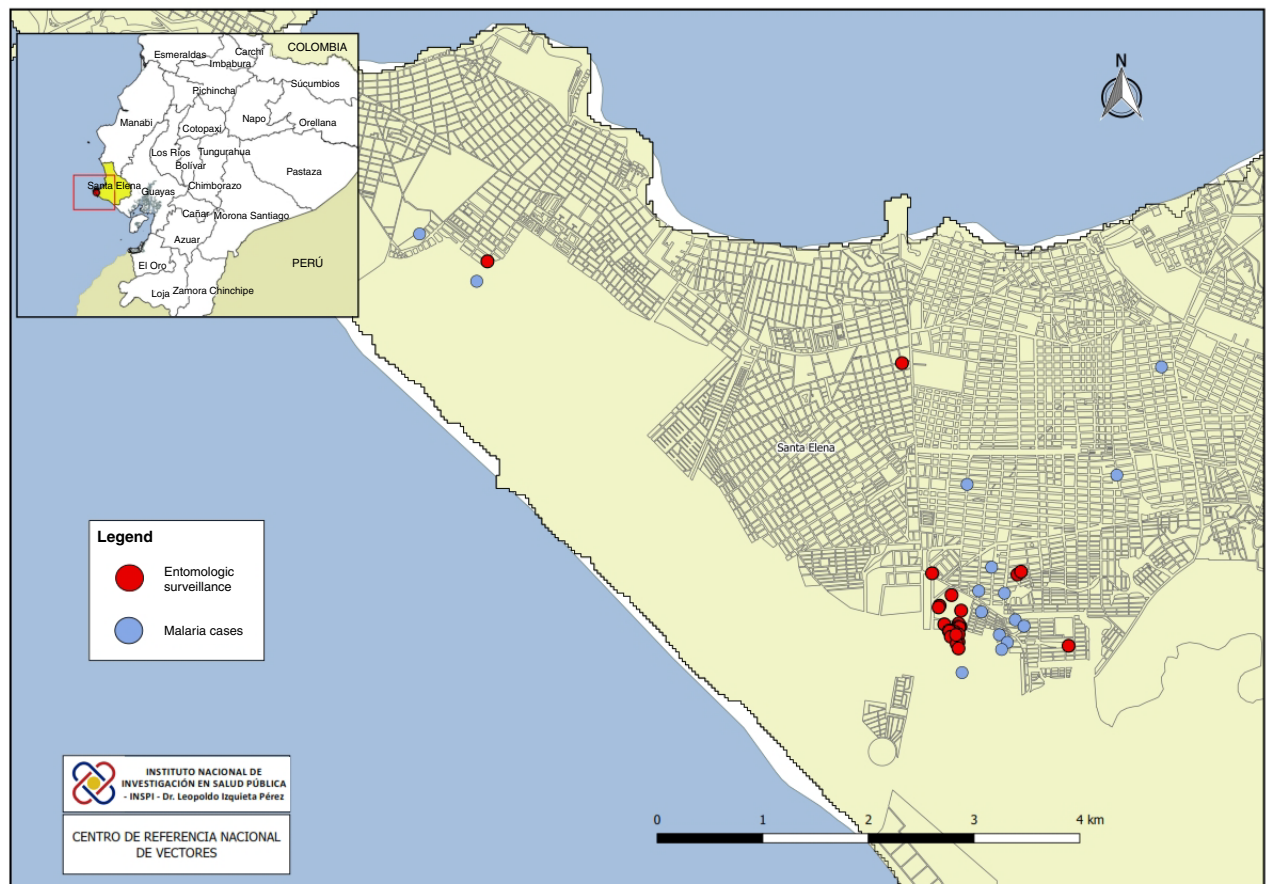 COLOMBIA
Esmeraldas
Carchi
Imbabura
Súcumbios
Pichincha
Manabi
Napo
Orellana
Cotopaxi
Los Ríos
Tungurahua
Bolívar
Pastaza
Santa Elena
Guayas
Chimborazo
Cañar
Morona Santiago
Azuar
El Oro
PERÚ
Loja
Zamora Chinchipe
N
Santa Elena
Legend
Entomologic
surveillance
Malaria cases
INSTITUTO NACIONAL DE
INVESTIGACIÓN EN SALUD PÚBLICA
- INSPI - Dr. Leopoldo Izquieta Pérez
CENTRO DE REFERENCIA NACIONAL
DE VECTORES
0 1 2 3 4 km